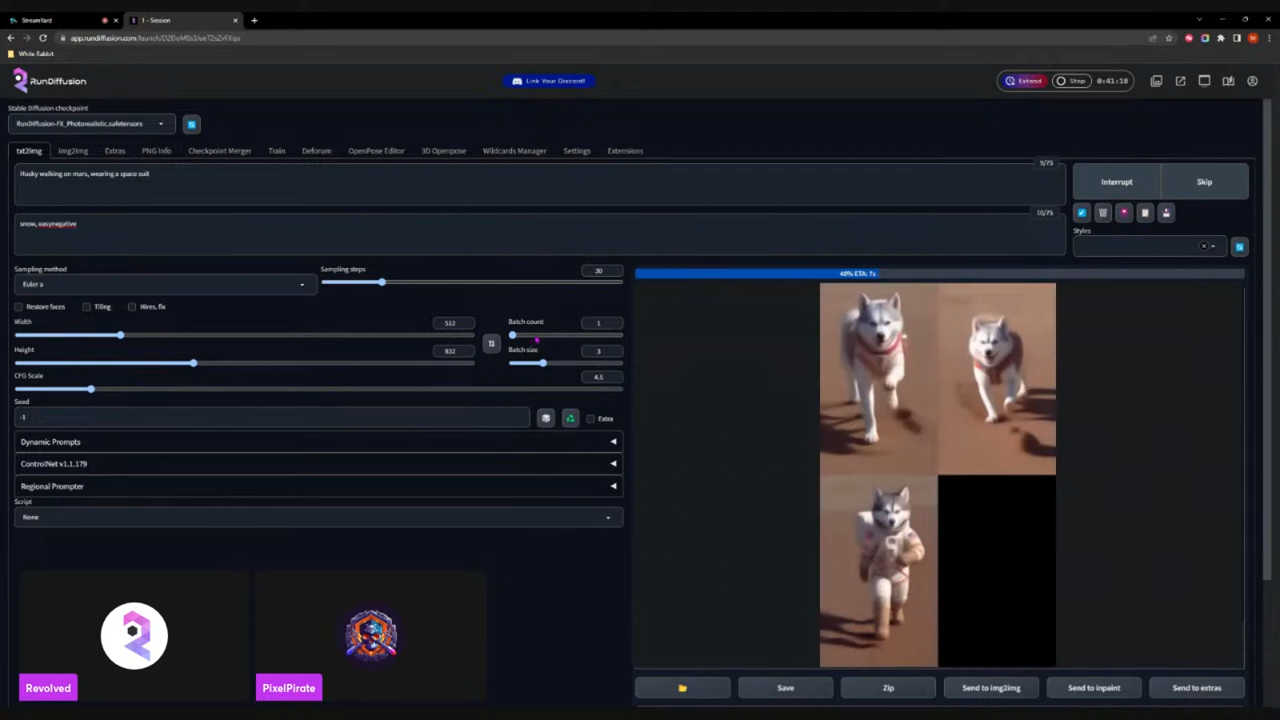 StreamYard
1 - Session
app.rundiffusion.com/launch/
White Rabbit
RunDiffusion
Link Your Discord!
Extend
Stop
0:41:18
Stable Diffusion checkpoint
RunDiffusion-FX_Photorealistic.safetensors
txt2img
img2img
Extras
PNG Info
Checkpoint Merger
Train
Deforum
OpenPose Editor
3D Openpose
Wildcards Manager
Settings
Extensions
9/75
Husky walking on mars, wearing a space suit
Interrupt
Skip
10/75
snow, easynegative
Styles
Sampling method
Euler a
Sampling steps
30
40% ETA: 7s
Restore faces
Tiling
Hires. fix
Width
512
Batch count
1
Height
832
Batch size
3
CFG Scale
4.5
Seed
-1
Extra
Dynamic Prompts
ControlNet v1.1.179
Regional Prompter
Script
None
Revolved
PixelPirate
Save
Zip
Send to img2img
Send to inpaint
Send to extras